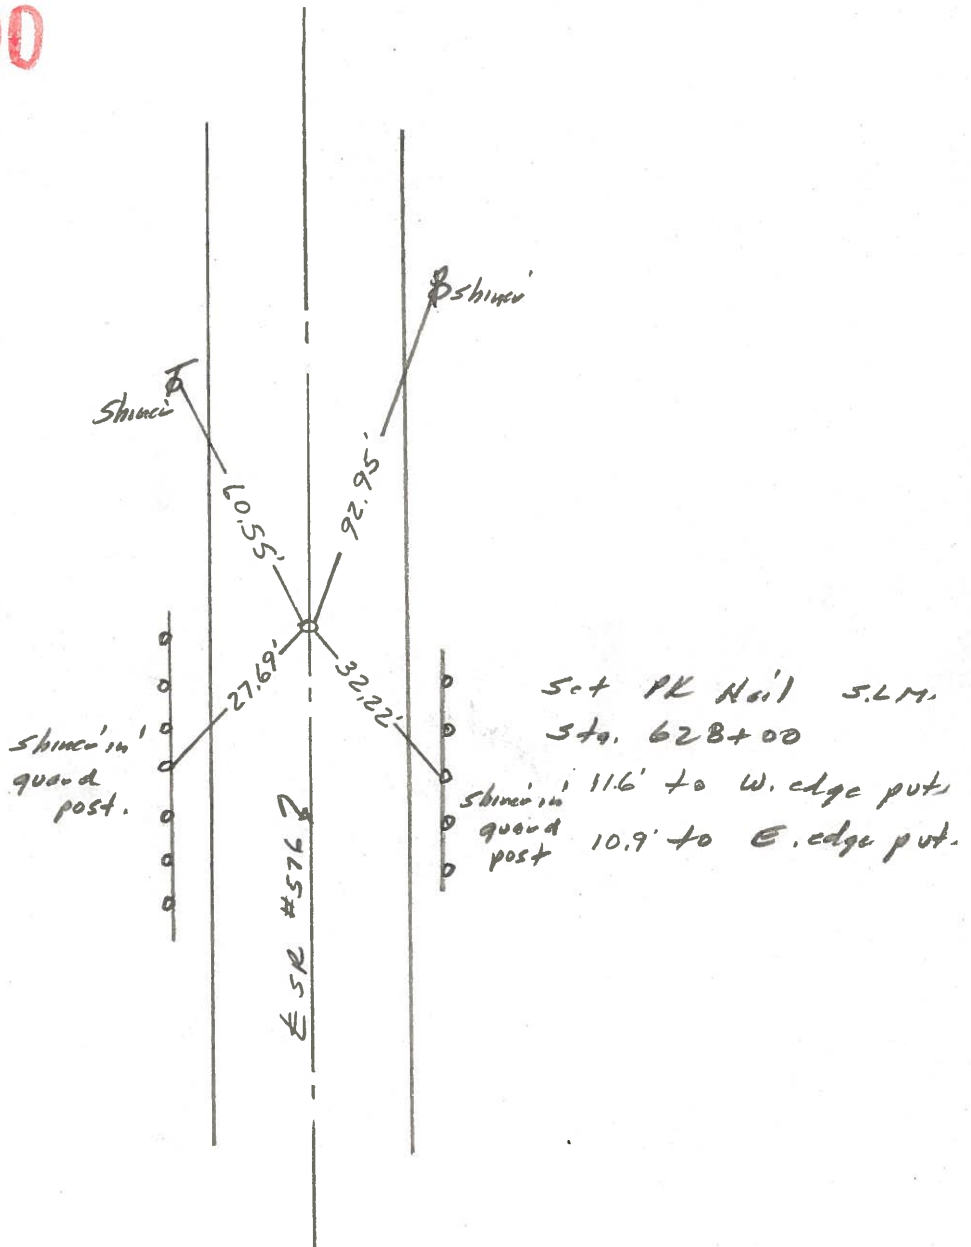 0
'shiner'
'shiner'
60.55'
92.95'
27.69'
32.22'
'shiner' in
guard
post.
'shiner' in
guard
post
Set PK Nail S.L.M.
Sta. 628+00
11.6' to W. edge pvt.
10.9' to E. edge pvt.
℄ SR #576